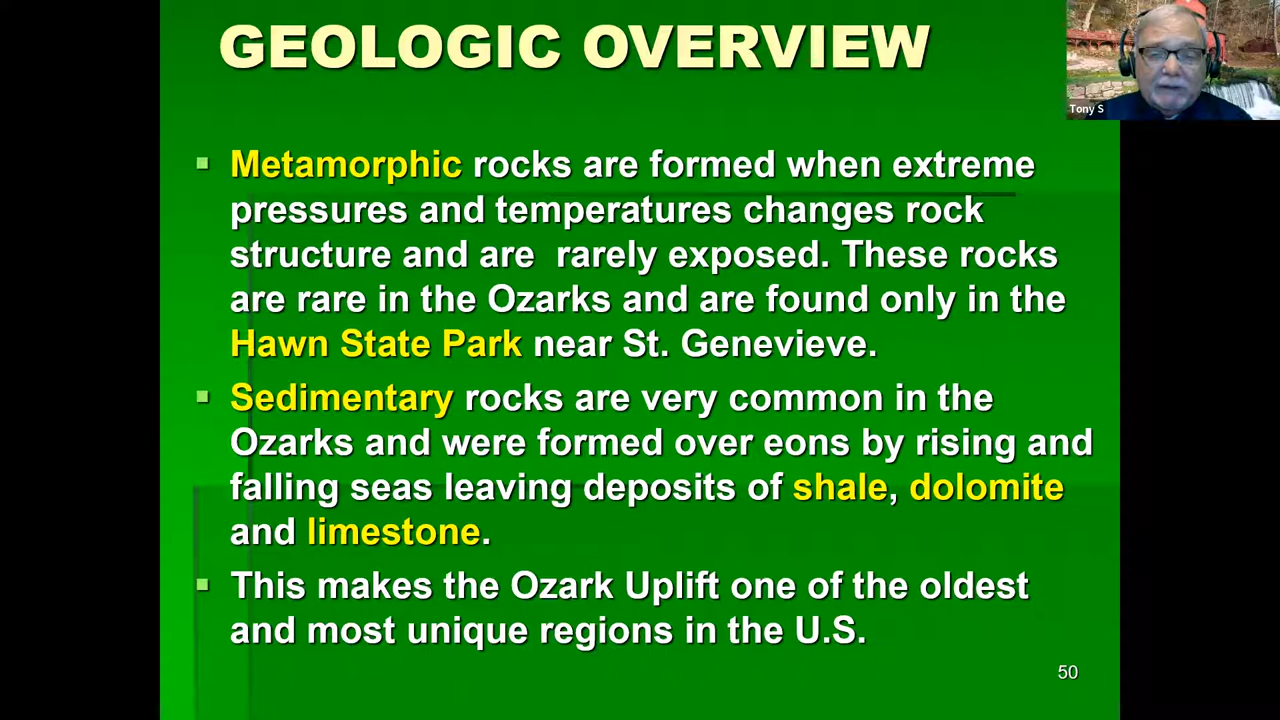 GEOLOGIC OVERVIEW
Tony S
Metamorphic rocks are formed when extreme
pressures and temperatures changes rock
structure and are rarely exposed. These rocks
are rare in the Ozarks and are found only in the
Hawn State Park near St. Genevieve.
Sedimentary rocks are very common in the
Ozarks and were formed over eons by rising and
falling seas leaving deposits of shale, dolomite
and limestone.
This makes the Ozark Uplift one of the oldest
and most unique regions in the U.S.
50